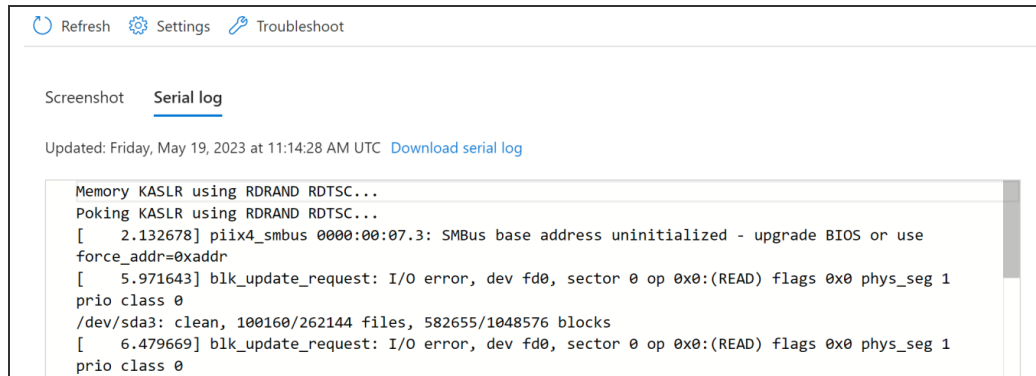 Refresh Settings Troubleshoot
Screenshot Serial log
Updated: Friday, May 19, 2023 at 11:14:28 AM UTC Download serial log
Memory KASLR using RDRAND RDTSC...
Poking KASLR using RDRAND RDTSC...
[    2.132678] piix4_smbus 0000:00:07.3: SMBus base address uninitialized - upgrade BIOS or use
force_addr=0xaddr
[    5.971643] blk_update_request: I/O error, dev fd0, sector 0 op 0x0:(READ) flags 0x0 phys_seg 1
prio class 0
/dev/sda3: clean, 100160/262144 files, 582655/1048576 blocks
[    6.479669] blk_update_request: I/O error, dev fd0, sector 0 op 0x0:(READ) flags 0x0 phys_seg 1
prio class 0